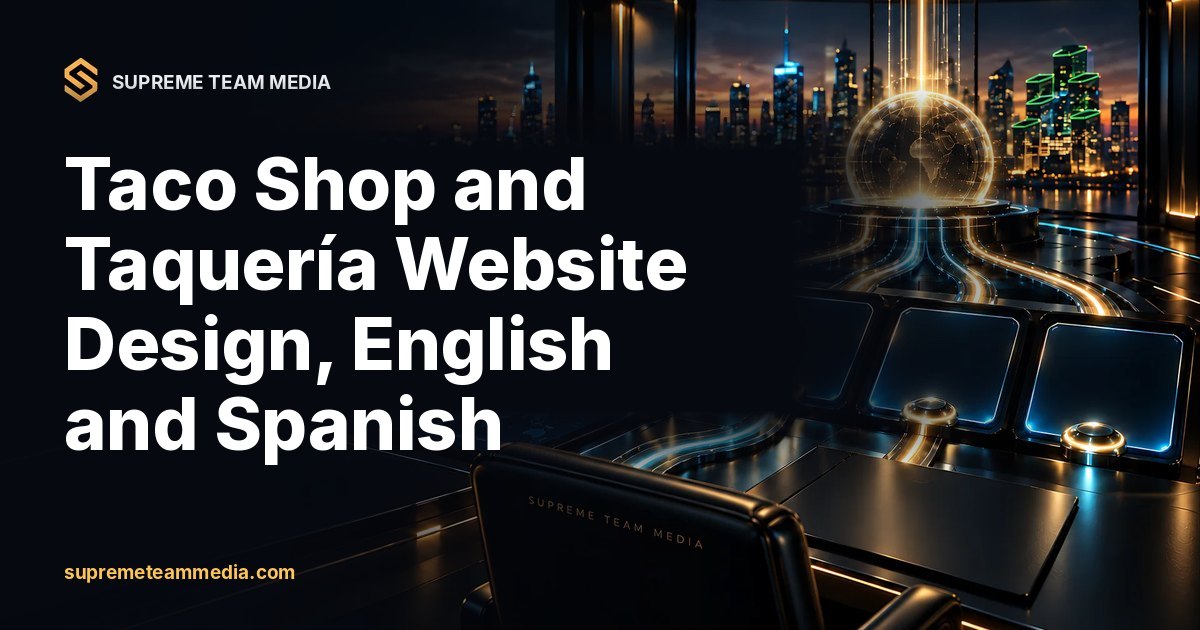 SUPREME TEAM MEDIA
Taco Shop and
Taquería Website
Design, English
and Spanish
SUPREME TEAM MEDIA
supremeteammedia.com